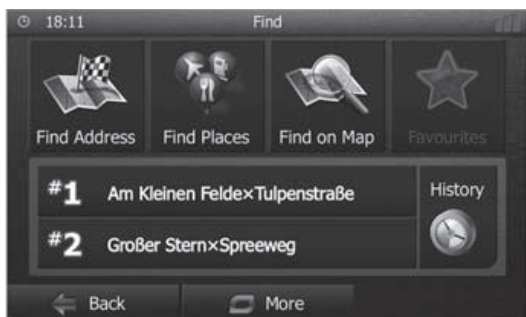 18:11 Find
Find Address Find Places Find on Map Favourites
#1 Am Kleinen Felde×Tulpenstraße History
#2 Großer Stern×Spreeweg
Back More